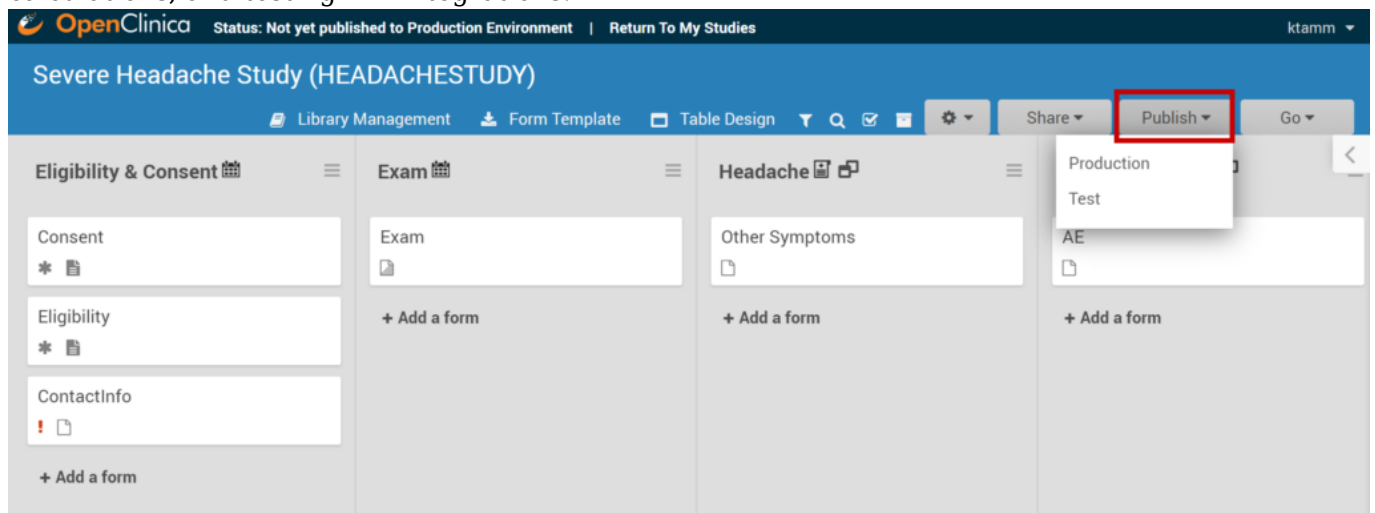 OpenClinica Status: Not yet published to Production Environment | Return To My Studies ktamm
Severe Headache Study (HEADACHESTUDY)
Library Management Form Template Table Design Share Publish Go
Production
Test
Eligibility & Consent
Consent
Eligibility
ContactInfo
!
+ Add a form
Exam
Exam
+ Add a form
Headache
Other Symptoms
+ Add a form
AE
+ Add a form